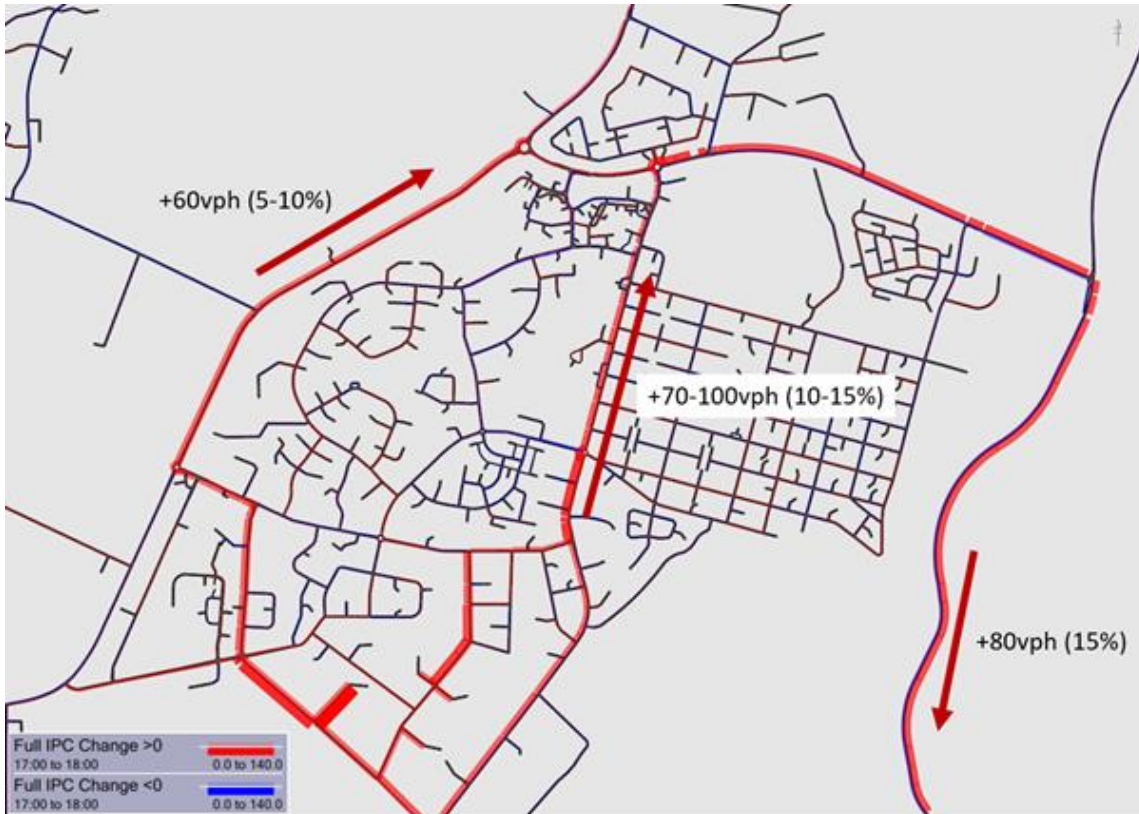 +60vph (5-10%)
+70-100vph (10-15%)
+80vph (15%)
Full IPC Change >0
17:00 to 18:00 0.0 to 140.0
Full IPC Change <0
17:00 to 18:00 0.0 to 140.0